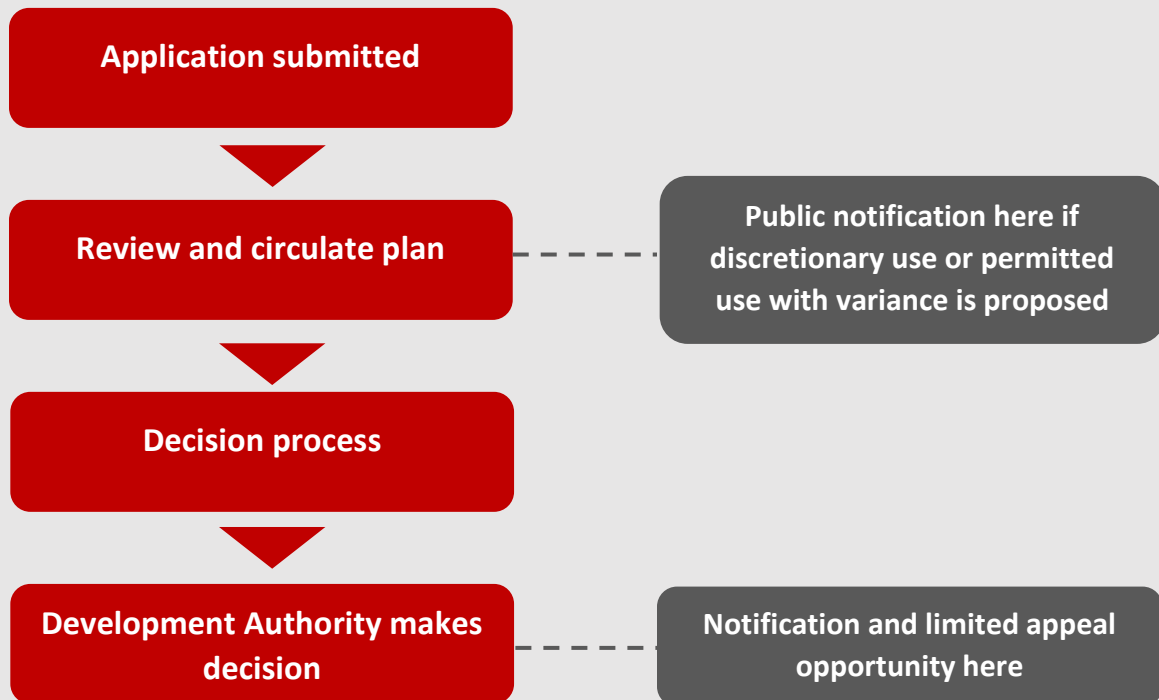 Application submitted
Review and circulate plan
Public notification here if
discretionary use or permitted
use with variance is proposed
Decision process
Development Authority makes
decision
Notification and limited appeal
opportunity here